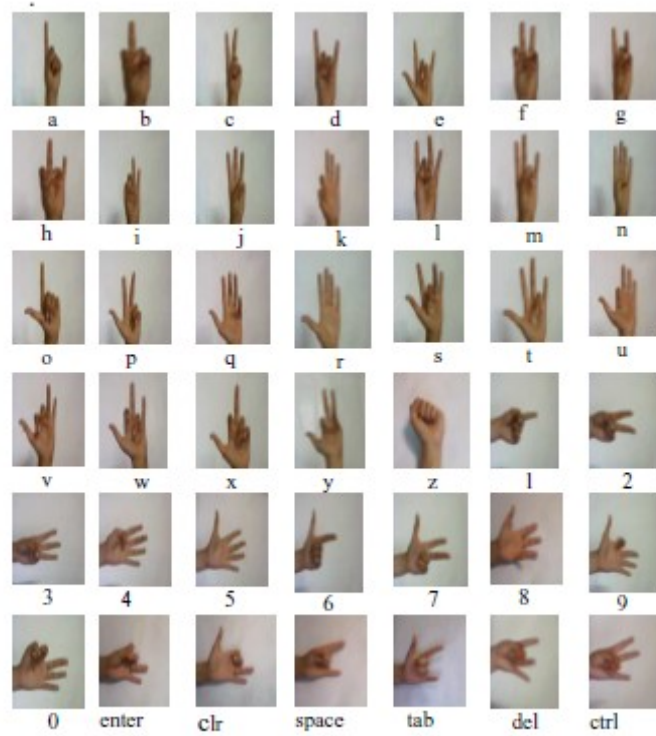 a b c d e f g
h i j k l m n
o p q r s t u
v w x y z 1 2
3 4 5 6 7 8 9
0 enter clr space tab del ctrl